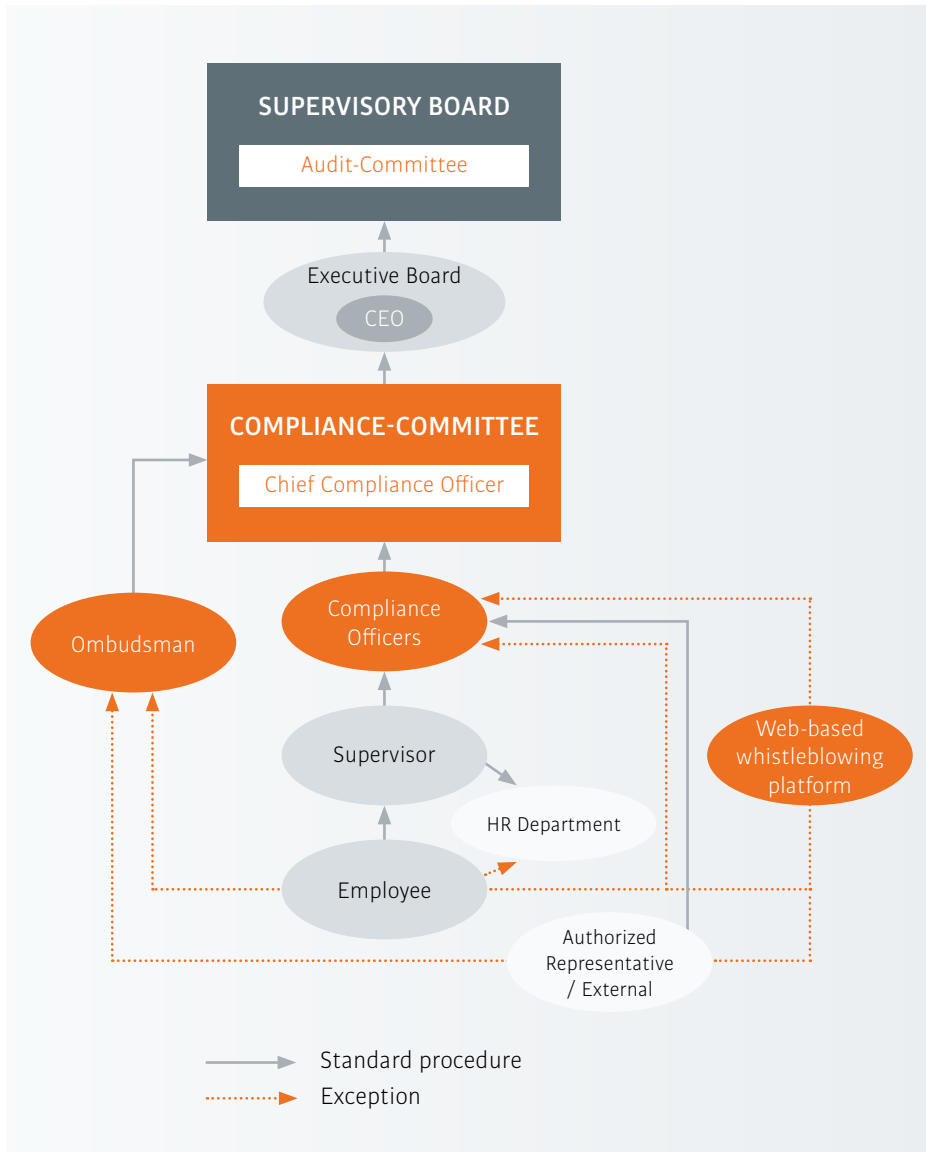 SUPERVISORY BOARD
Audit-Committee
Executive Board
CEO
COMPLIANCE-COMMITTEE
Chief Compliance Officer
Compliance
Officers
Ombudsman
Supervisor
Web-based
whistleblowing
platform
HR Department
Employee
Authorized
Representative
/ External
Standard procedure
Exception